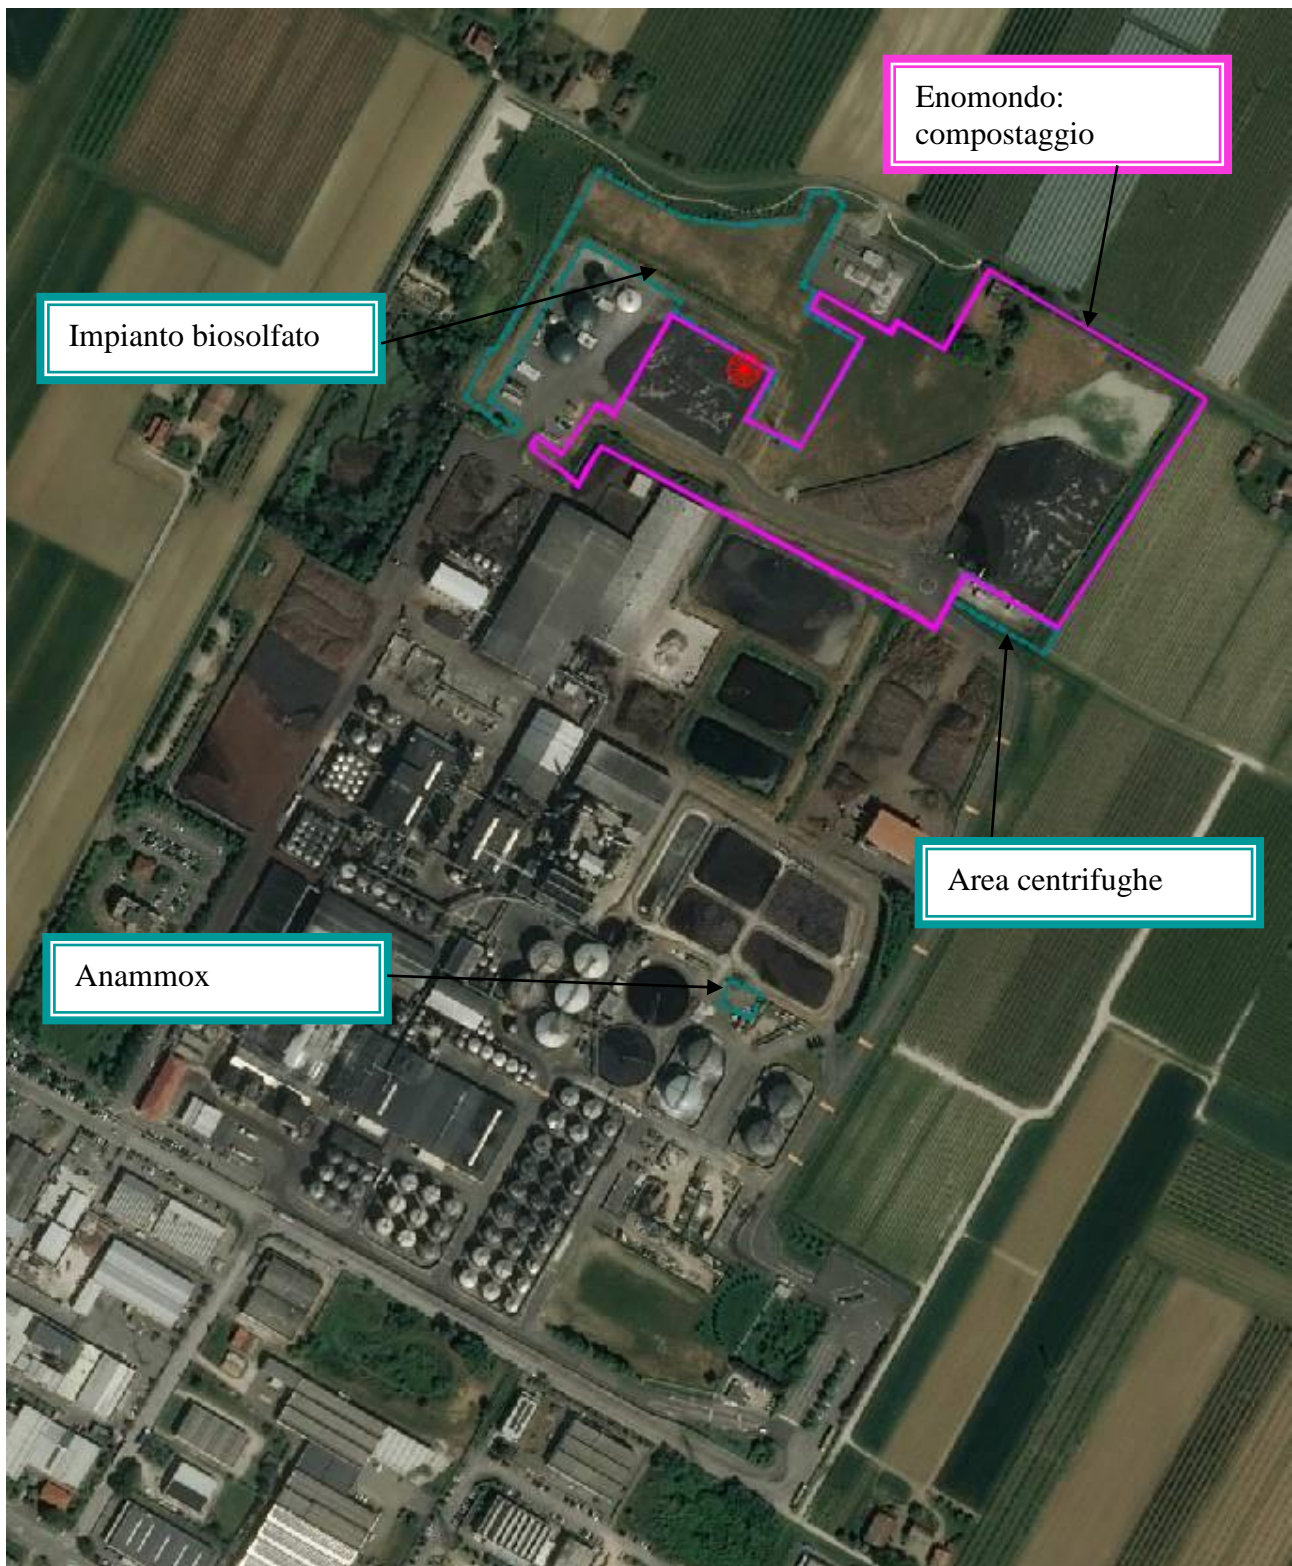 Enomondo:
compostaggio
Impianto biosolfato
Area centrifughe
Anammox